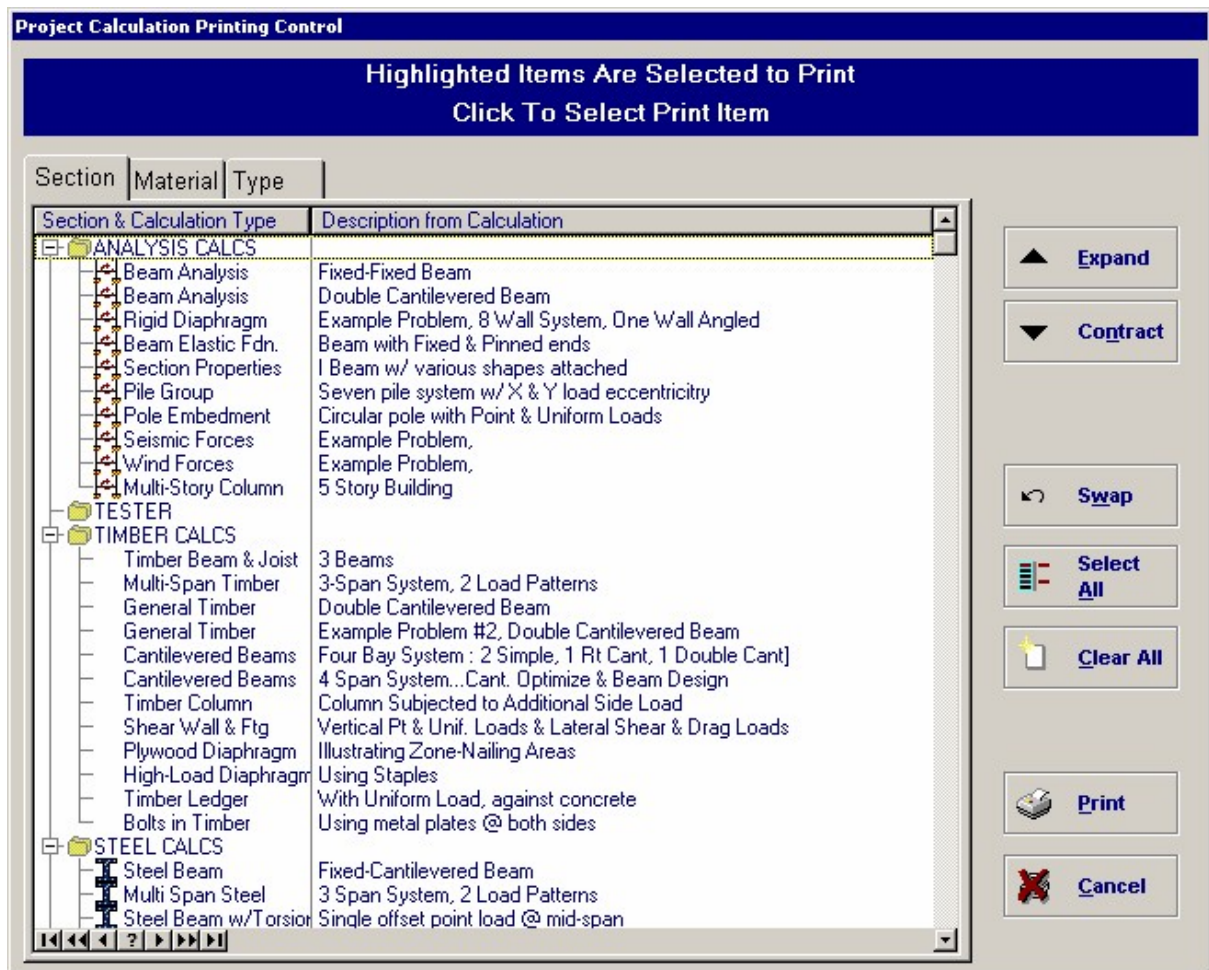 Project Calculation Printing Control
Highlighted Items Are Selected to Print
Click To Select Print Item
Section Material Type
Section & Calculation Type Description from Calculation
ANALYSIS CALCS
Beam Analysis Fixed-Fixed Beam
Beam Analysis Double Cantilevered Beam
Rigid Diaphragm Example Problem, 8 Wall System, One Wall Angled
Beam Elastic Fdn. Beam with Fixed & Pinned ends
Section Properties I Beam w/ various shapes attached
Pile Group Seven pile system w/ X & Y load eccentricitry
Pole Embedment Circular pole with Point & Uniform Loads
Seismic Forces Example Problem,
Wind Forces Example Problem,
Multi-Story Column 5 Story Building
TESTER
TIMBER CALCS
Timber Beam & Joist 3 Beams
Multi-Span Timber 3-Span System, 2 Load Patterns
General Timber Double Cantilevered Beam
General Timber Example Problem #2, Double Cantilevered Beam
Cantilevered Beams Four Bay System : 2 Simple, 1 Rt Cant, 1 Double Cant]
Cantilevered Beams 4 Span System...Cant. Optimize & Beam Design
Timber Column Column Subjected to Additional Side Load
Shear Wall & Ftg Vertical Pt & Unif. Loads & Lateral Shear & Drag Loads
Plywood Diaphragm Illustrating Zone-Nailing Areas
High-Load Diaphragm Using Staples
Timber Ledger With Uniform Load, against concrete
Bolts in Timber Using metal plates @ both sides
STEEL CALCS
Steel Beam Fixed-Cantilevered Beam
Multi Span Steel 3 Span System, 2 Load Patterns
Steel Beam w/Torsion Single offset point load @ mid-span
?
Expand
Contract
Swap
Select
All
Clear All
Print
Cancel